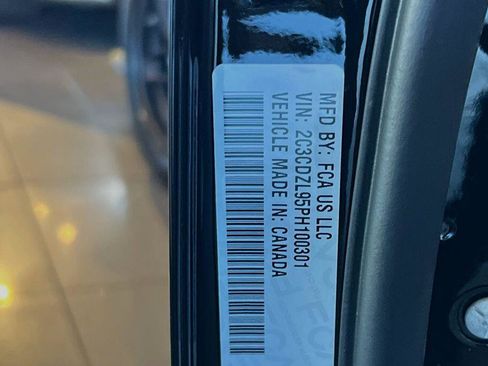 MFD BY: FCA US LLC
VIN: 2C3CDZL95PH100301
VEHICLE MADE IN: CANADA